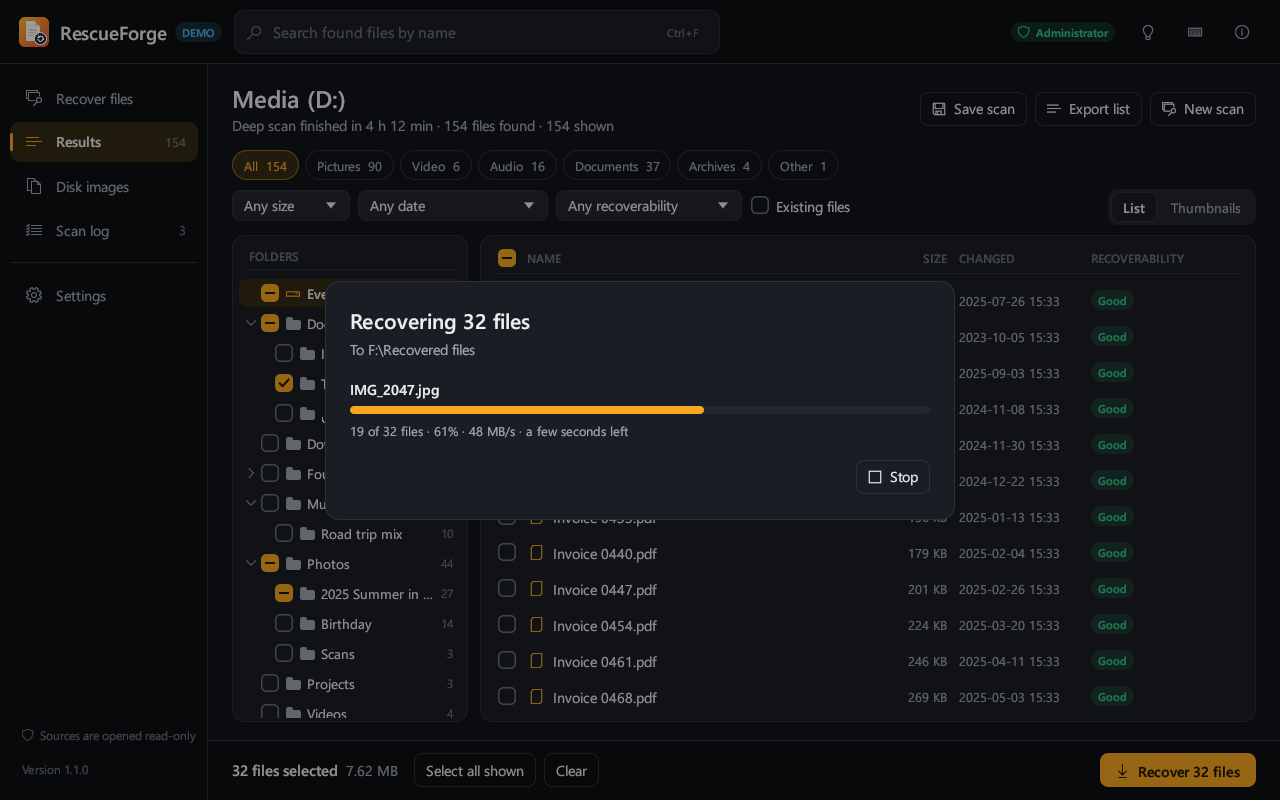 RescueForge DEMO
Search found files by name Ctrl+F
Administrator
Recover files
Results 154
Disk images
Scan log 3
Settings
Sources are opened read-only
Version 1.1.0
Media (D:)
Deep scan finished in 4 h 12 min · 154 files found · 154 shown
Save scan
Export list
New scan
All 154
Pictures 90
Video 6
Audio 16
Documents 37
Archives 4
Other 1
Any size
Any date
Any recoverability
Existing files
List
Thumbnails
FOLDERS
Eve
Do
Do
Fou
Mu
Road trip mix 10
Photos 44
2025 Summer in ... 27
Birthday 14
Scans 3
Projects 3
Videos 4
NAME SIZE CHANGED RECOVERABILITY
2025-07-26 15:33 Good
2023-10-05 15:33 Good
2025-09-03 15:33 Good
2024-11-08 15:33 Good
2024-11-30 15:33 Good
2024-12-22 15:33 Good
2025-01-13 15:33 Good
Invoice 0440.pdf 179 KB 2025-02-04 15:33 Good
Invoice 0447.pdf 201 KB 2025-02-26 15:33 Good
Invoice 0454.pdf 224 KB 2025-03-20 15:33 Good
Invoice 0461.pdf 246 KB 2025-04-11 15:33 Good
Invoice 0468.pdf 269 KB 2025-05-03 15:33 Good
Recovering 32 files
To F:\Recovered files
IMG_2047.jpg
19 of 32 files · 61% · 48 MB/s · a few seconds left
Stop
32 files selected 7.62 MB
Select all shown
Clear
Recover 32 files